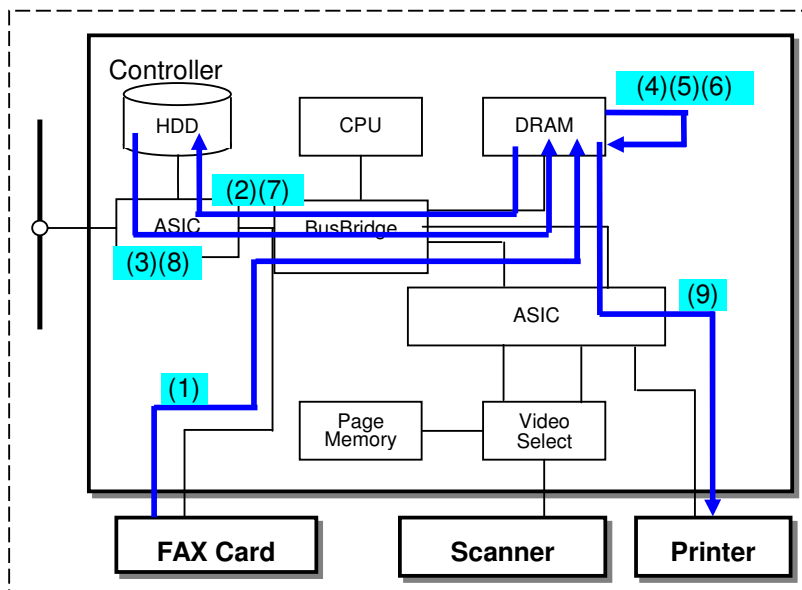 Controller
(4)(5)(6)
HDD
CPU
DRAM
(2)(7)
ASIC
BusBridge
(3)(8)
(9)
ASIC
(1)
Page
Memory
Video
Select
FAX Card
Scanner
Printer